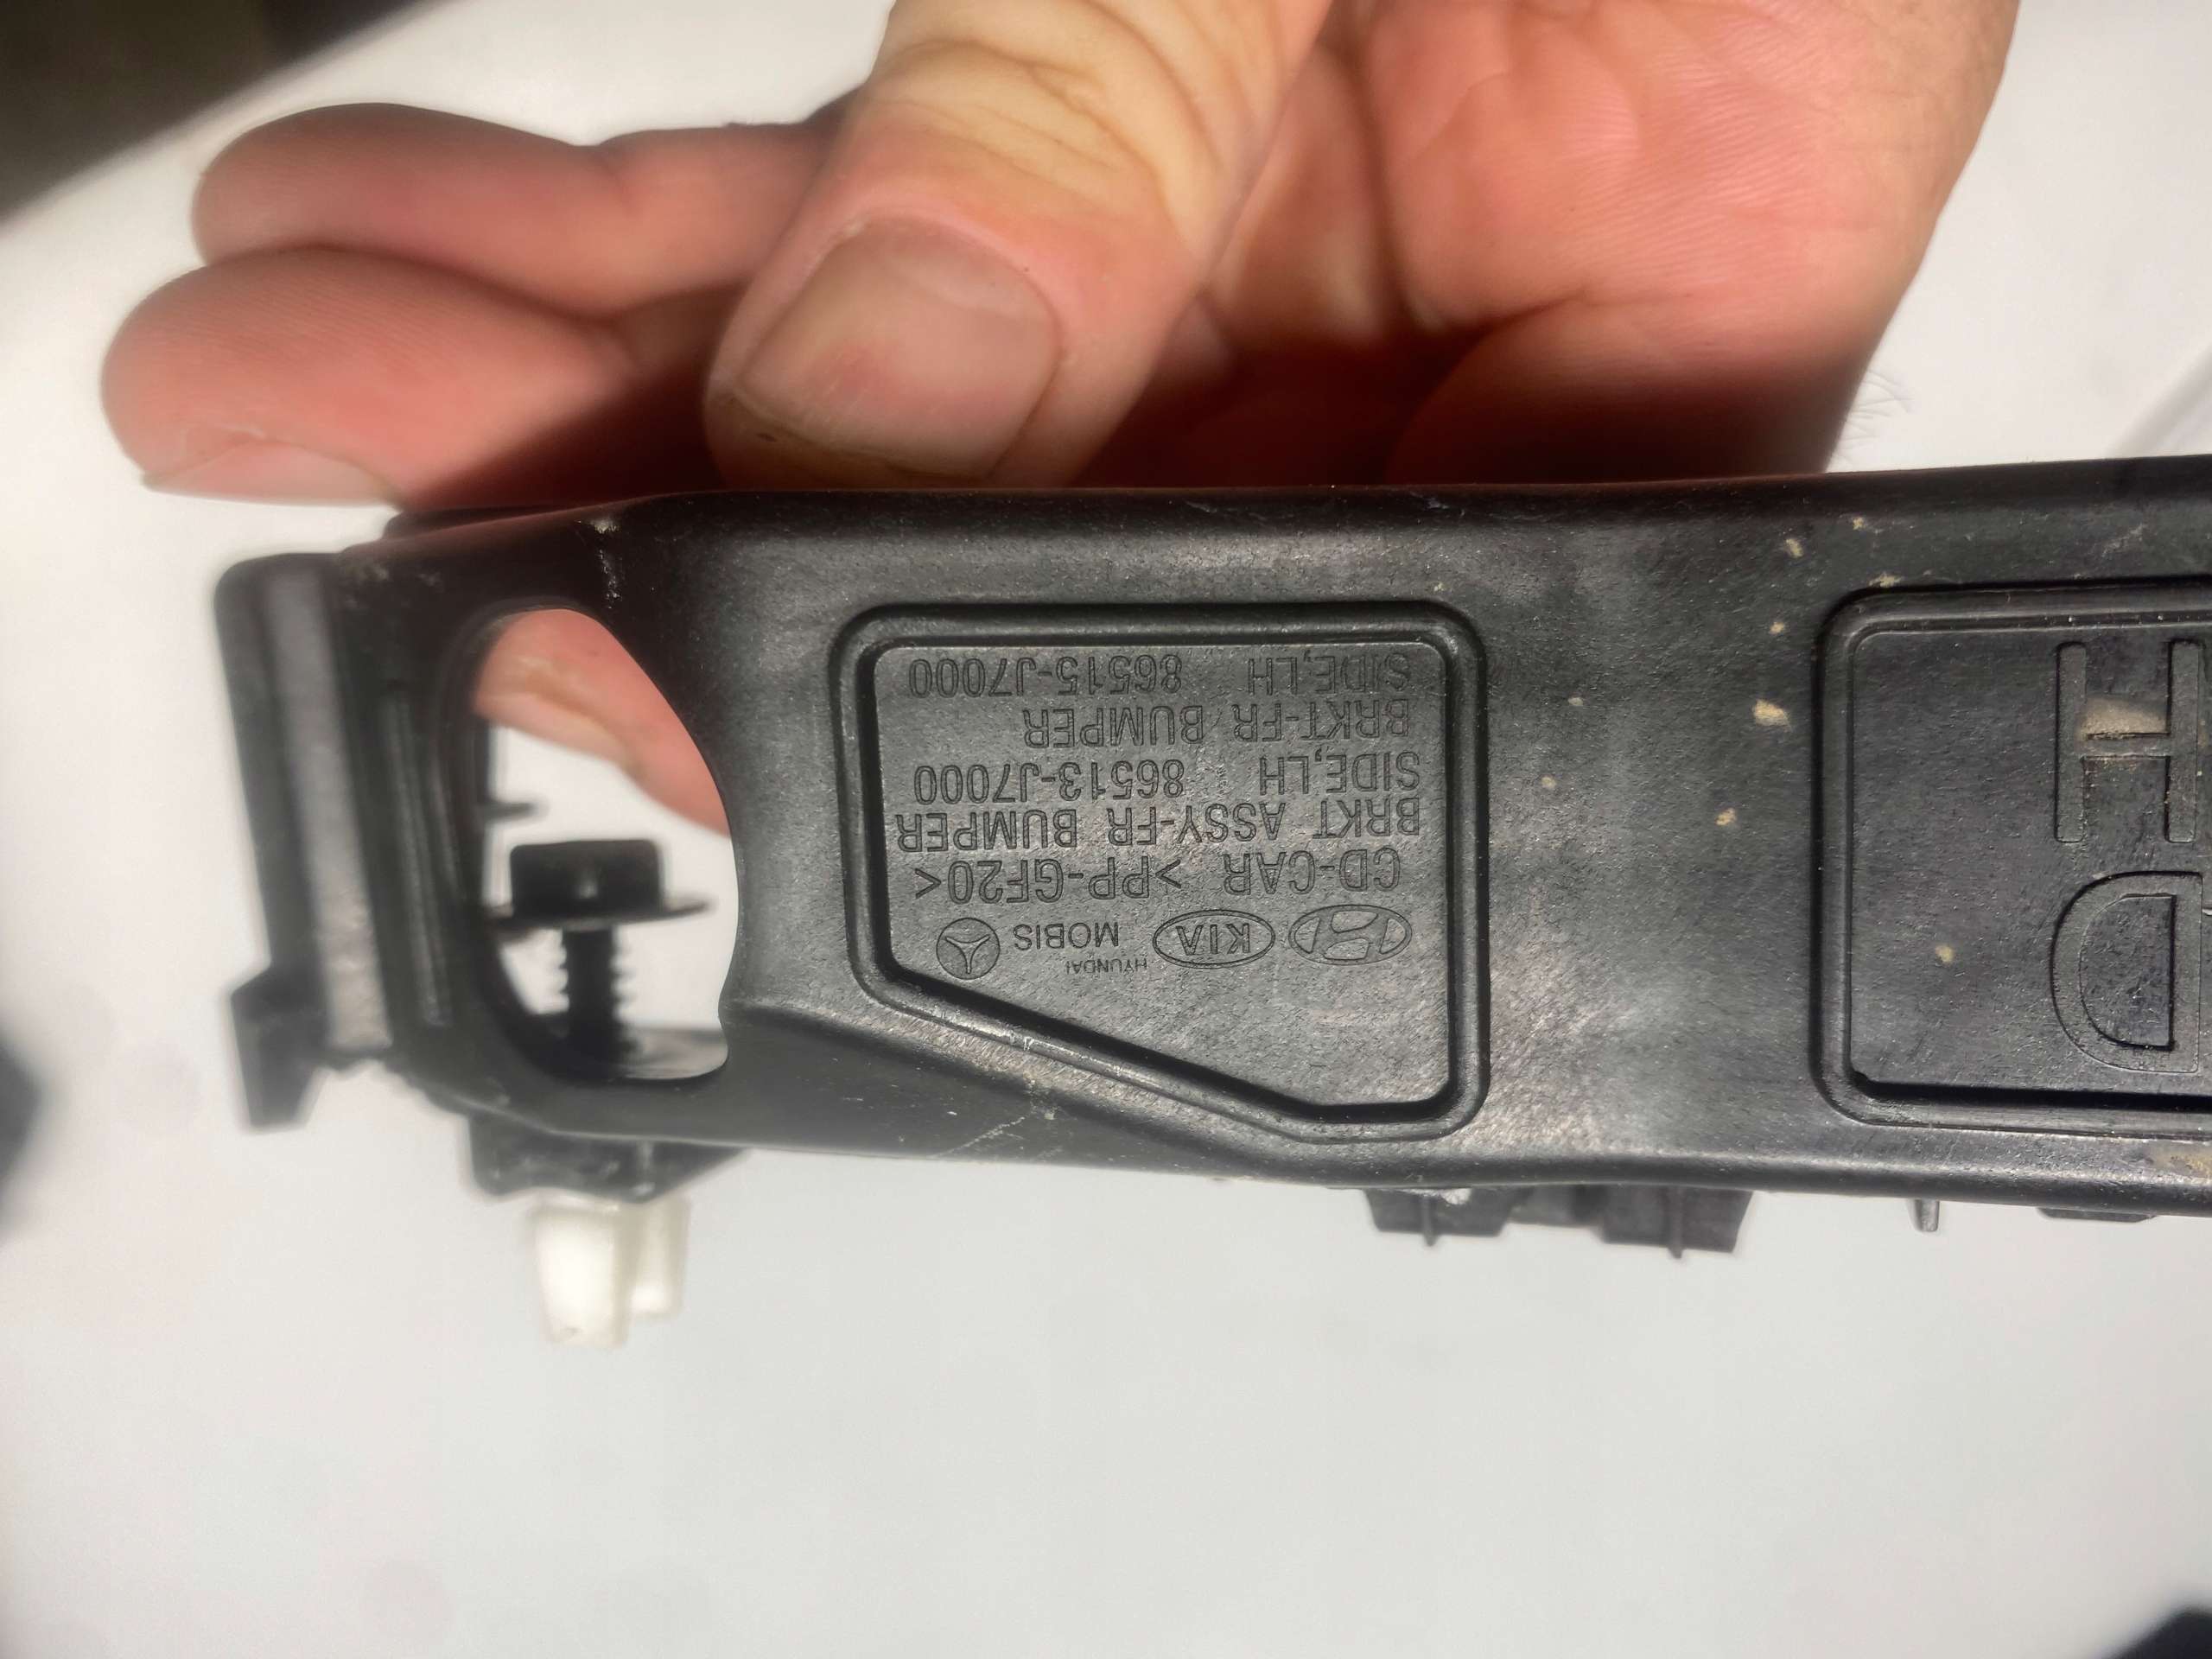 KIA HYUNDAI MOBIS
CD-CAR >PP-GF20<
BRKT ASSY-FR BUMPER
SIDE,LH 86513-J7000
BRKT-FR BUMPER
SIDE,LH 86515-J7000